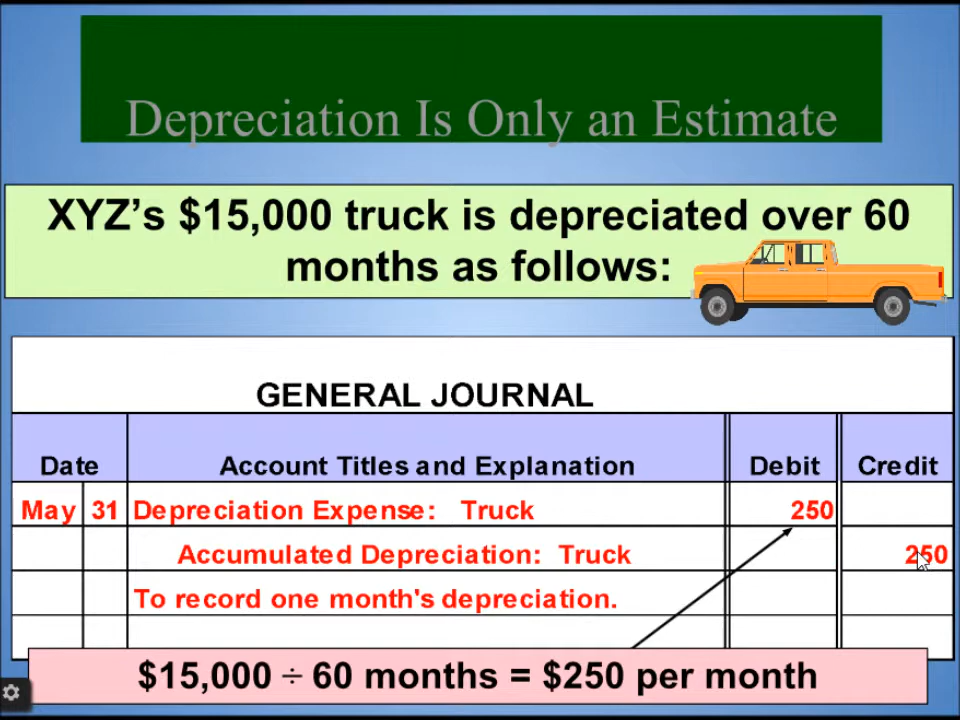 Depreciation Is Only an Estimate
XYZ’s $15,000 truck is depreciated over 60
months as follows:
GENERAL JOURNAL
Date Account Titles and Explanation Debit Credit
May 31 Depreciation Expense: Truck 250
Accumulated Depreciation: Truck 250
To record one month's depreciation.
$15,000 ÷ 60 months = $250 per month